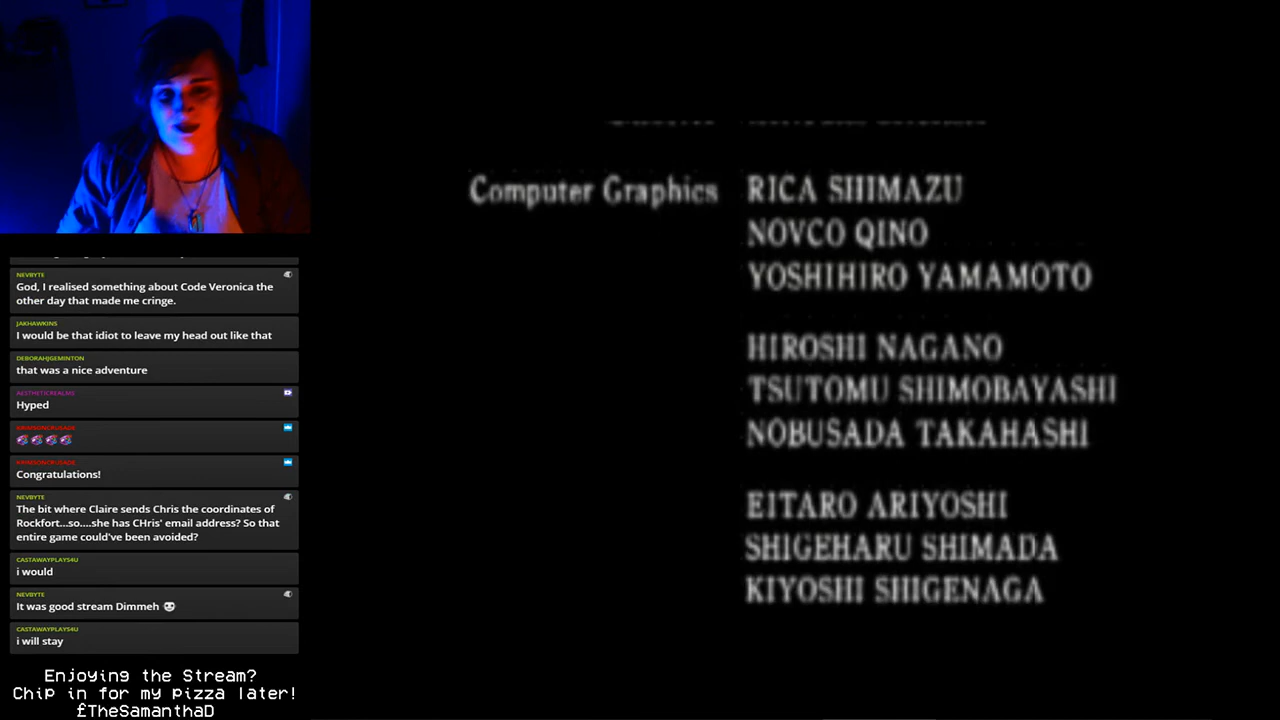 NEVBYTE
God, I realised something about Code Veronica the
other day that made me cringe.
JAKHAWKINS
I would be that idiot to leave my head out like that
DEBORAHJGEMINTON
that was a nice adventure
AESTHETICREALMS
Hyped
Congratulations!
NEVBYTE
The bit where Claire sends Chris the coordinates of
Rockfort...so....she has CHris' email address? So that
entire game could've been avoided?
CASTAWAYPLAYS4U
i would
NEVBYTE
It was good stream Dimmeh
CASTAWAYPLAYS4U
i will stay
Enjoying the Stream?
Chip in for my pizza later!
£TheSamanthaD
Computer Graphics RICA SHIMAZU
NOVCO QINO
YOSHIHIRO YAMAMOTO
HIROSHI NAGANO
TSUTOMU SHIMOBAYASHI
NOBUSADA TAKAHASHI
EITARO ARIYOSHI
SHIGEHARU SHIMADA
KIYOSHI SHIGENAGA